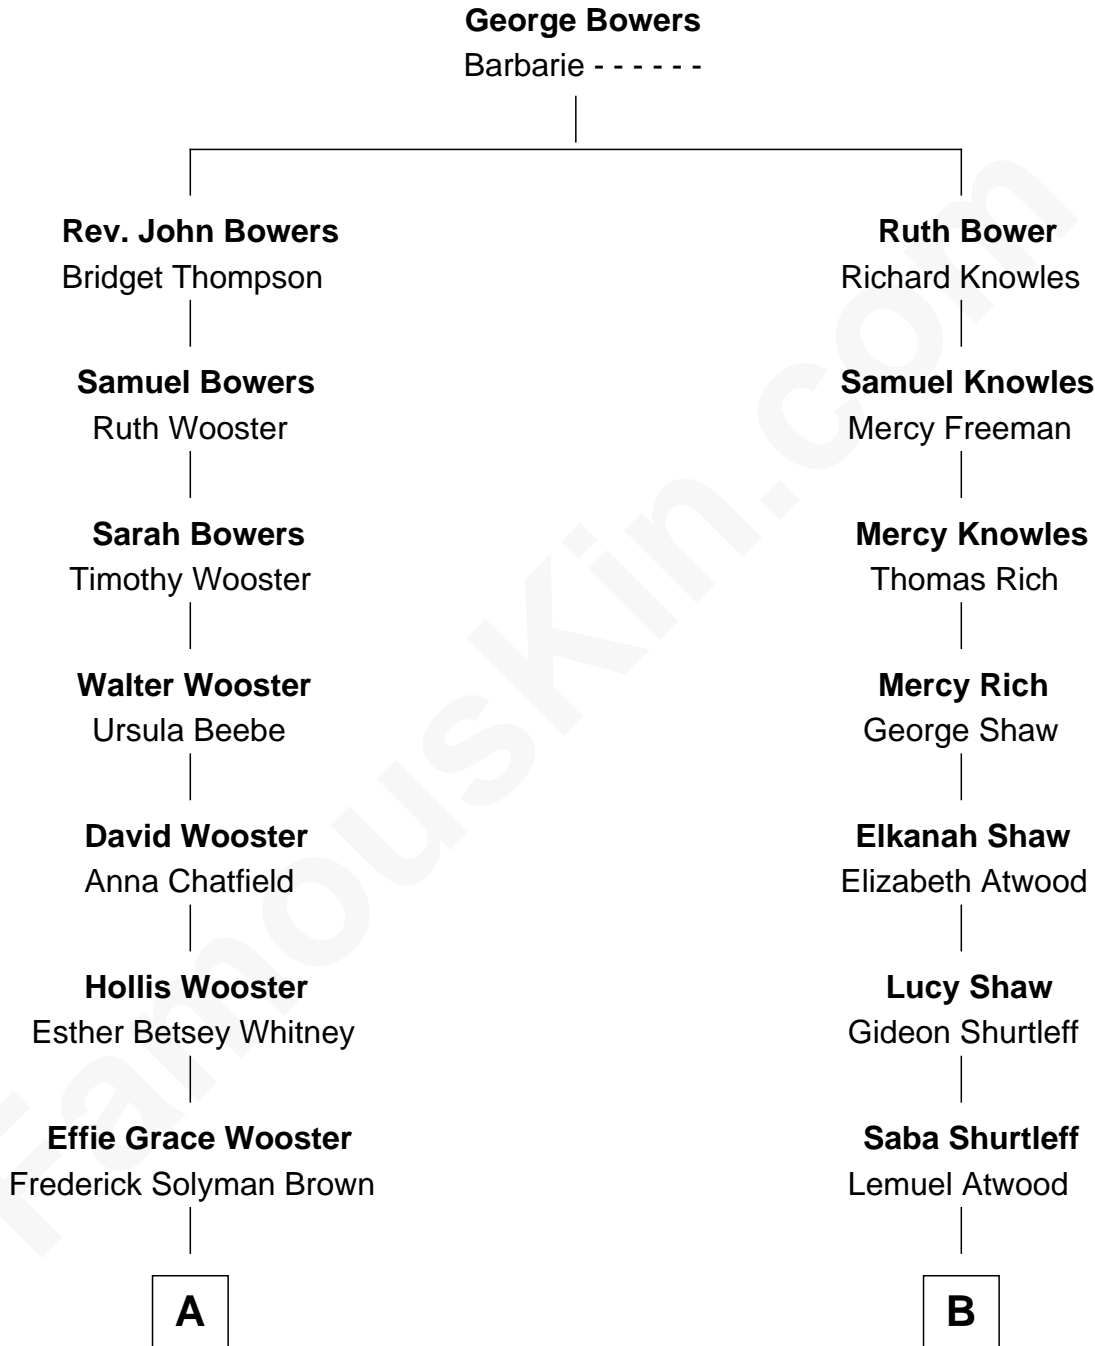 George Bowers
Barbarie - - - - - -
Rev. John Bowers
Bridget Thompson
Ruth Bower
Richard Knowles
Samuel Bowers
Ruth Wooster
Samuel Knowles
Mercy Freeman
Sarah Bowers
Timothy Wooster
Mercy Knowles
Thomas Rich
Walter Wooster
Ursula Beebe
Mercy Rich
George Shaw
David Wooster
Anna Chatfield
Elkanah Shaw
Elizabeth Atwood
Hollis Wooster
Esther Betsey Whitney
Lucy Shaw
Gideon Shurtleff
Effie Grace Wooster
Frederick Solyman Brown
Saba Shurtleff
Lemuel Atwood
A
B
FamousKin.com